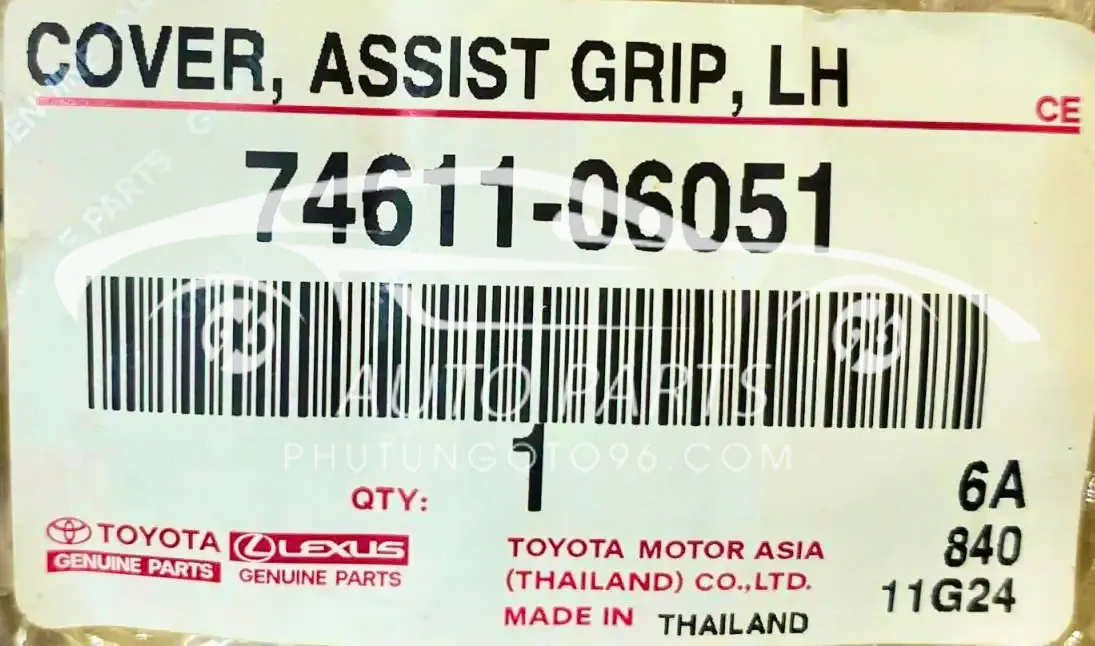 COVER, ASSIST GRIP, LH
CE
74611-06051
AUTO PARTS
PHUTUNGOTO96.COM
1
QTY:
6A
TOYOTA
GENUINE PARTS
LEXUS
GENUINE PARTS
TOYOTA MOTOR ASIA
(THAILAND) CO.,LTD.
MADE IN THAILAND
840
11G24